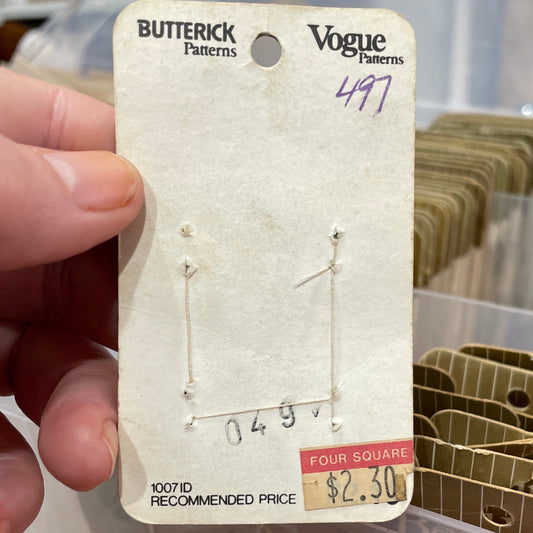 BUTTERICK
Patterns
Vogue
Patterns
497
049
FOUR SQUARE
$2.30
1007ID
RECOMMENDED PRICE